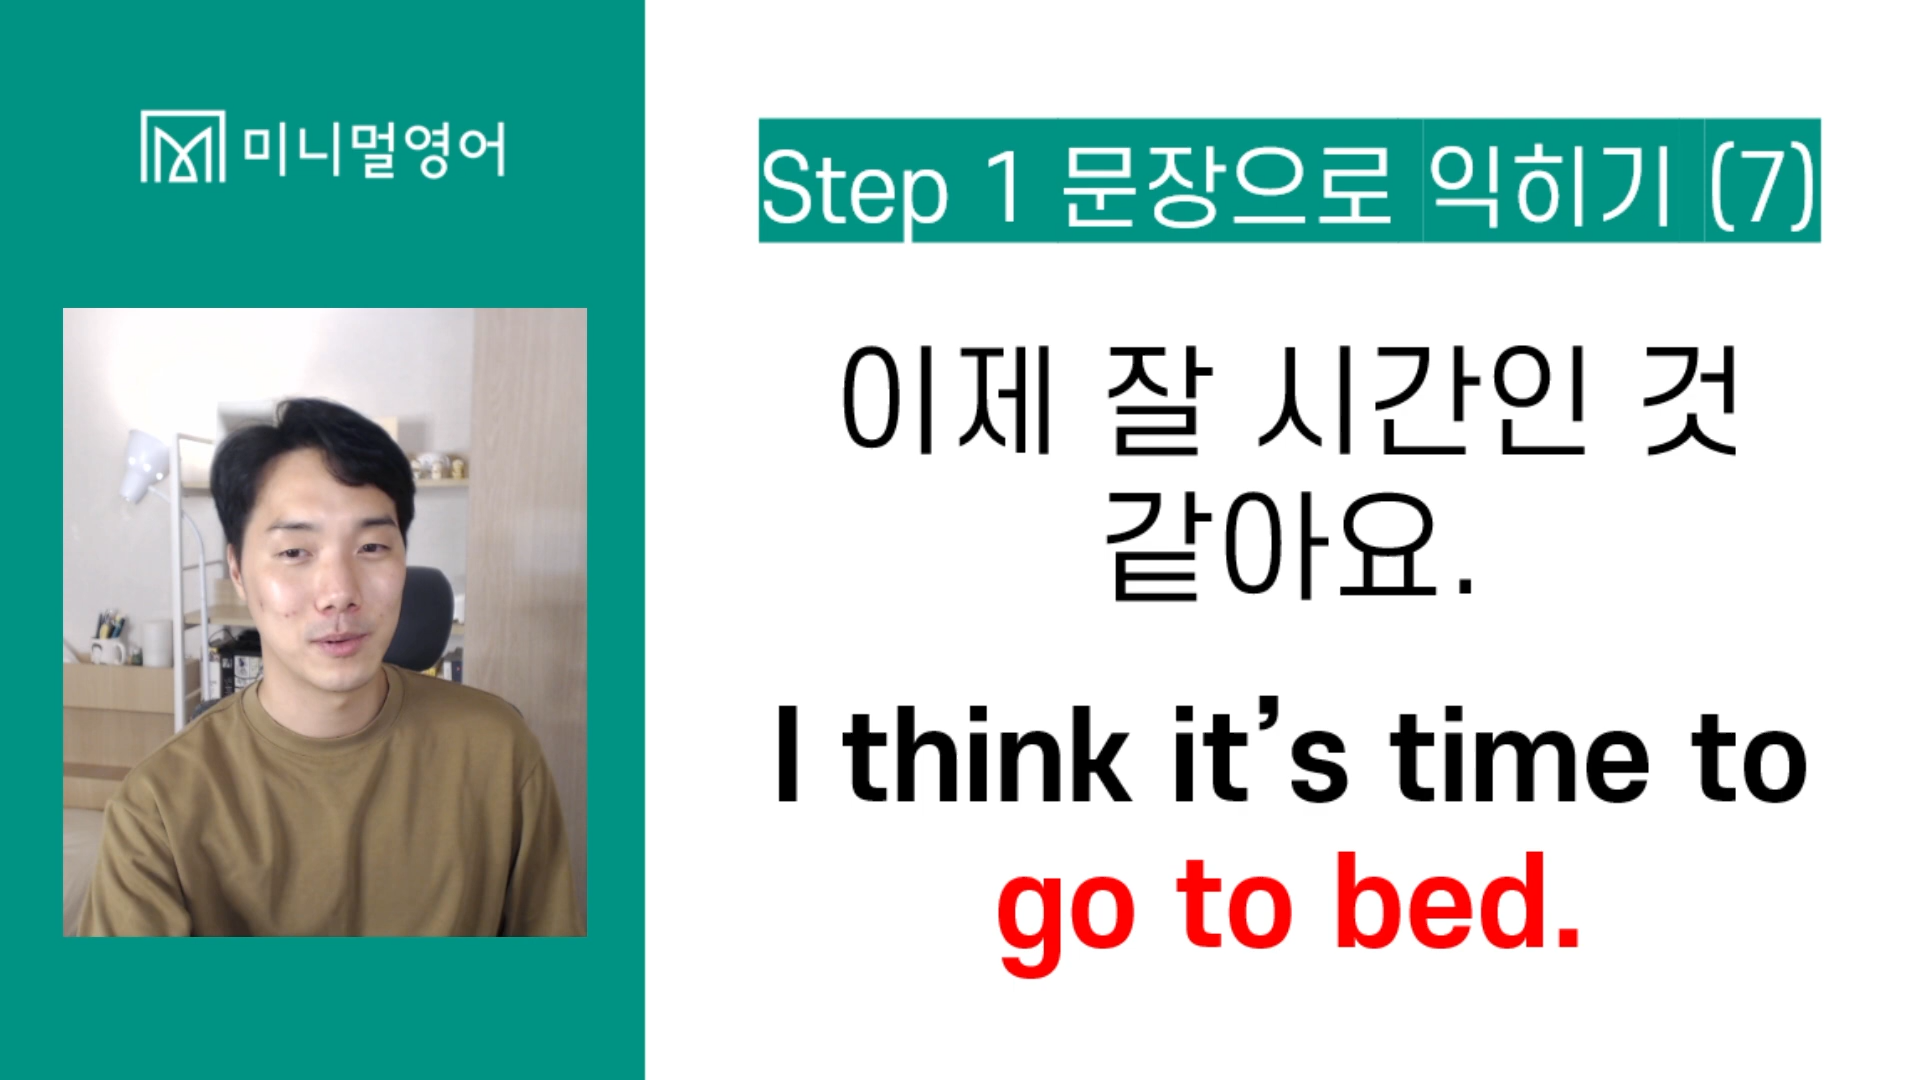 미니멀영어
Step 1 문장으로 익히기 (7)
이제 잘 시간인 것
같아요.
I think it’s time to
go to bed.